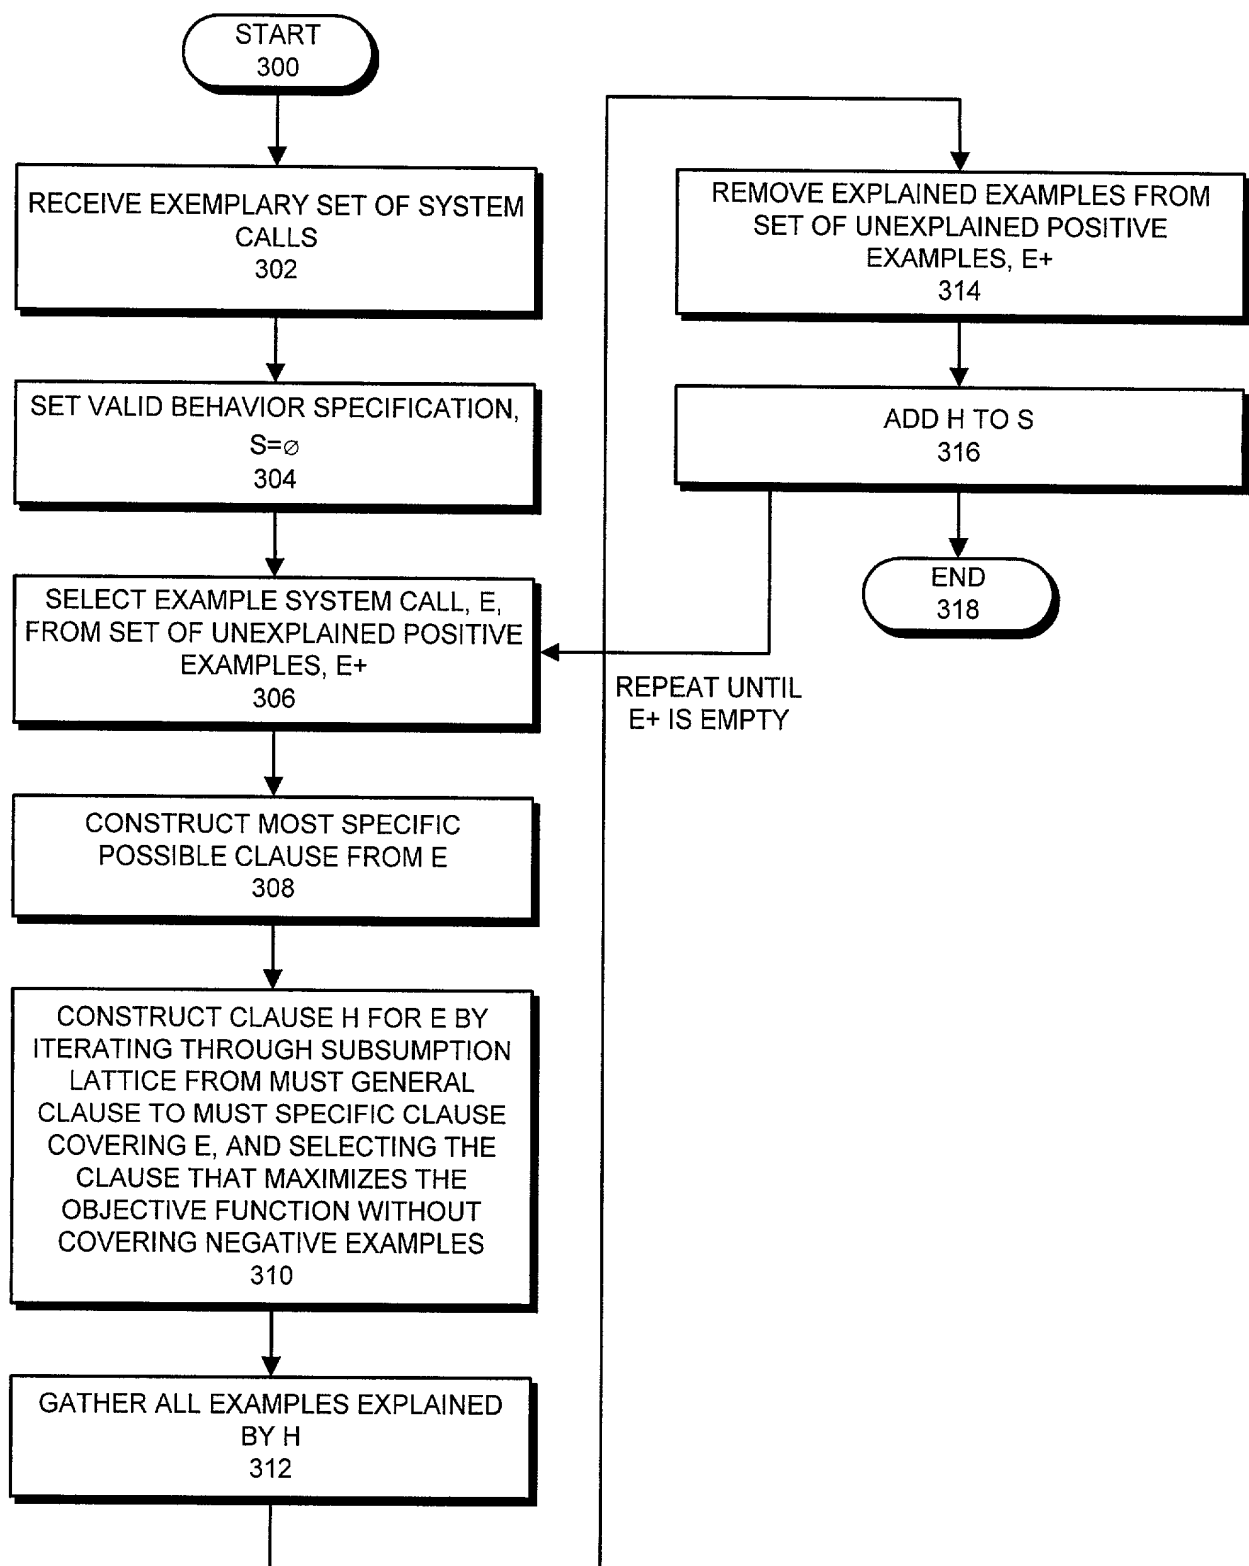 START
300
RECEIVE EXEMPLARY SET OF SYSTEM
CALLS
302
SET VALID BEHAVIOR SPECIFICATION,
S=∅
304
SELECT EXAMPLE SYSTEM CALL, E,
FROM SET OF UNEXPLAINED POSITIVE
EXAMPLES, E+
306
CONSTRUCT MOST SPECIFIC
POSSIBLE CLAUSE FROM E
308
CONSTRUCT CLAUSE H FOR E BY
ITERATING THROUGH SUBSUMPTION
LATTICE FROM MUST GENERAL
CLAUSE TO MUST SPECIFIC CLAUSE
COVERING E, AND SELECTING THE
CLAUSE THAT MAXIMIZES THE
OBJECTIVE FUNCTION WITHOUT
COVERING NEGATIVE EXAMPLES
310
GATHER ALL EXAMPLES EXPLAINED
BY H
312
REMOVE EXPLAINED EXAMPLES FROM
SET OF UNEXPLAINED POSITIVE
EXAMPLES, E+
314
ADD H TO S
316
END
318
REPEAT UNTIL
E+ IS EMPTY